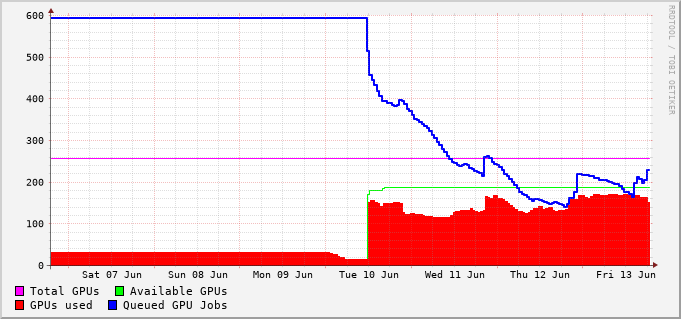 RRDTOOL / TOBI OETIKER
600
500
400
300
200
100
0
Sat 07 Jun Sun 08 Jun Mon 09 Jun Tue 10 Jun Wed 11 Jun Thu 12 Jun Fri 13 Jun
Total GPUs Available GPUs
GPUs used Queued GPU Jobs